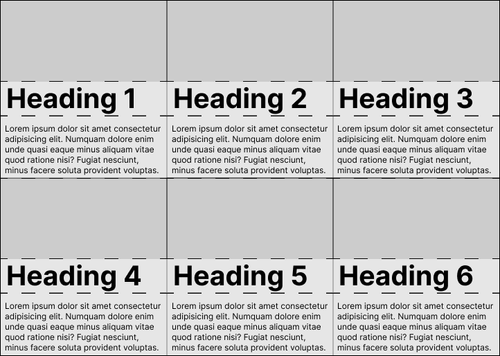 Heading 1
Lorem ipsum dolor sit amet consectetur
adipisicing elit. Numquam dolore enim
unde quasi eaque minus aliquam vitae
quod ratione nisi? Fugiat nesciunt,
minus facere soluta provident voluptas.
Heading 2
Lorem ipsum dolor sit amet consectetur
adipisicing elit. Numquam dolore enim
unde quasi eaque minus aliquam vitae
quod ratione nisi? Fugiat nesciunt,
minus facere soluta provident voluptas.
Heading 3
Lorem ipsum dolor sit amet consectetur
adipisicing elit. Numquam dolore enim
unde quasi eaque minus aliquam vitae
quod ratione nisi? Fugiat nesciunt,
minus facere soluta provident voluptas.
Heading 4
Lorem ipsum dolor sit amet consectetur
adipisicing elit. Numquam dolore enim
unde quasi eaque minus aliquam vitae
quod ratione nisi? Fugiat nesciunt,
minus facere soluta provident voluptas.
Heading 5
Lorem ipsum dolor sit amet consectetur
adipisicing elit. Numquam dolore enim
unde quasi eaque minus aliquam vitae
quod ratione nisi? Fugiat nesciunt,
minus facere soluta provident voluptas.
Heading 6
Lorem ipsum dolor sit amet consectetur
adipisicing elit. Numquam dolore enim
unde quasi eaque minus aliquam vitae
quod ratione nisi? Fugiat nesciunt,
minus facere soluta provident voluptas.